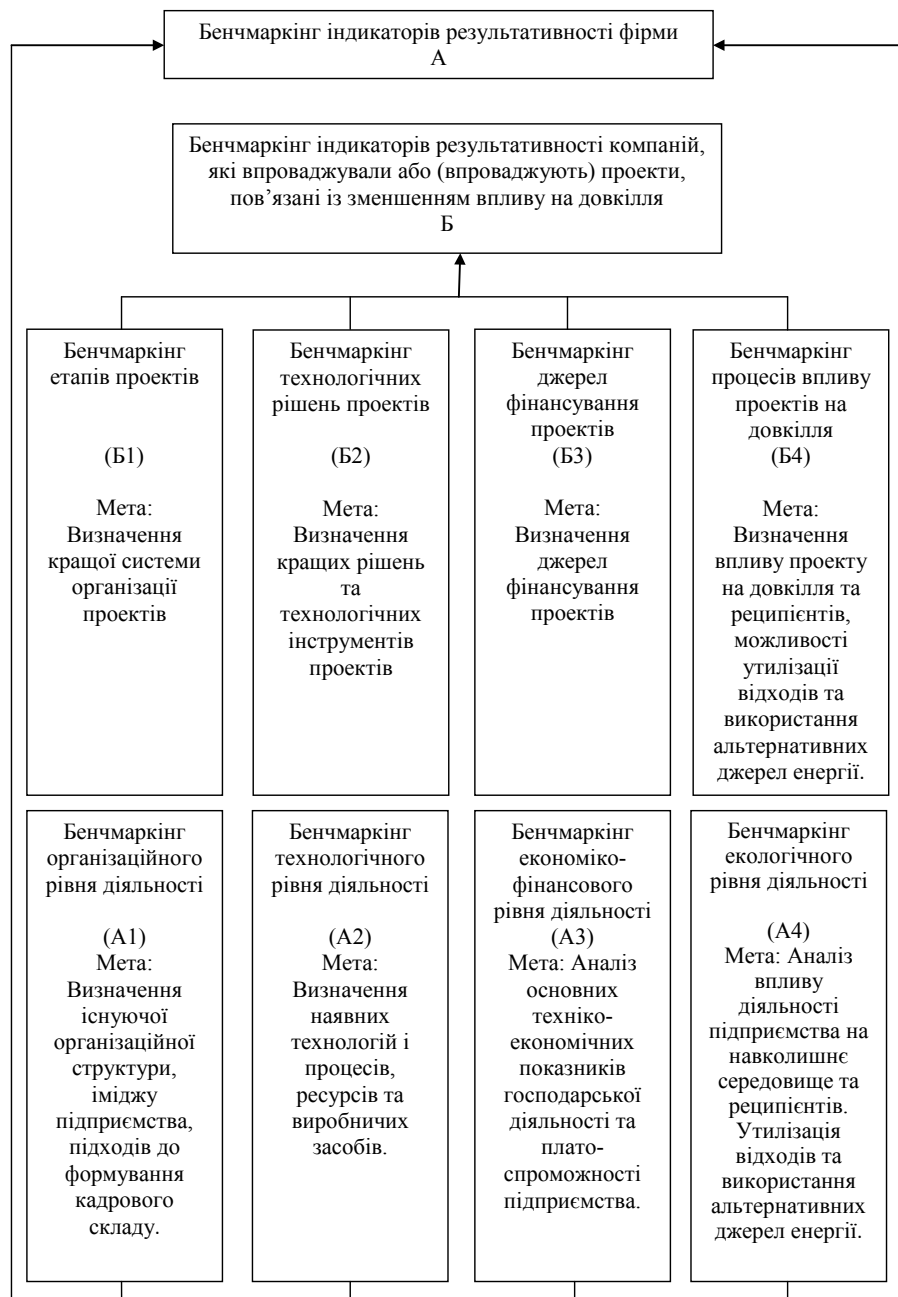 Бенчмаркінг індикаторів результативності фірми
А
Бенчмаркінг індикаторів результативності компаній,
які впроваджували або (впроваджують) проекти,
пов’язані із зменшенням впливу на довкілля
Б
Бенчмаркінг
етапів проектів
(Б1)
Мета:
Визначення
кращої системи
організації
проектів
Бенчмаркінг
технологічних
рішень проектів
(Б2)
Мета:
Визначення
кращих рішень
та
технологічних
інструментів
проектів
Бенчмаркінг
джерел
фінансування
проектів
(Б3)
Мета:
Визначення
джерел
фінансування
проектів
Бенчмаркінг
процесів впливу
проектів на
довкілля
(Б4)
Мета:
Визначення
впливу проекту
на довкілля та
реципієнтів,
можливості
утилізації
відходів та
використання
альтернативних
джерел енергії.
Бенчмаркінг
організаційного
рівня діяльності
(А1)
Мета:
Визначення
існуючої
організаційної
структури,
іміджу
підприємства,
підходів до
формування
кадрового
складу.
Бенчмаркінг
технологічного
рівня діяльності
(А2)
Мета:
Визначення
наявних
технологій і
процесів,
ресурсів та
виробничих
засобів.
Бенчмаркінг
економіко-
фінансового
рівня діяльності
(А3)
Мета: Аналіз
основних
техніко-
економічних
показників
господарської
діяльності та
плато-
спроможності
підприємства.
Бенчмаркінг
екологічного
рівня діяльності
(А4)
Мета: Аналіз
впливу
діяльності
підприємства на
навколишнє
середовище та
реципієнтів.
Утилізація
відходів та
використання
альтернативних
джерел енергії.